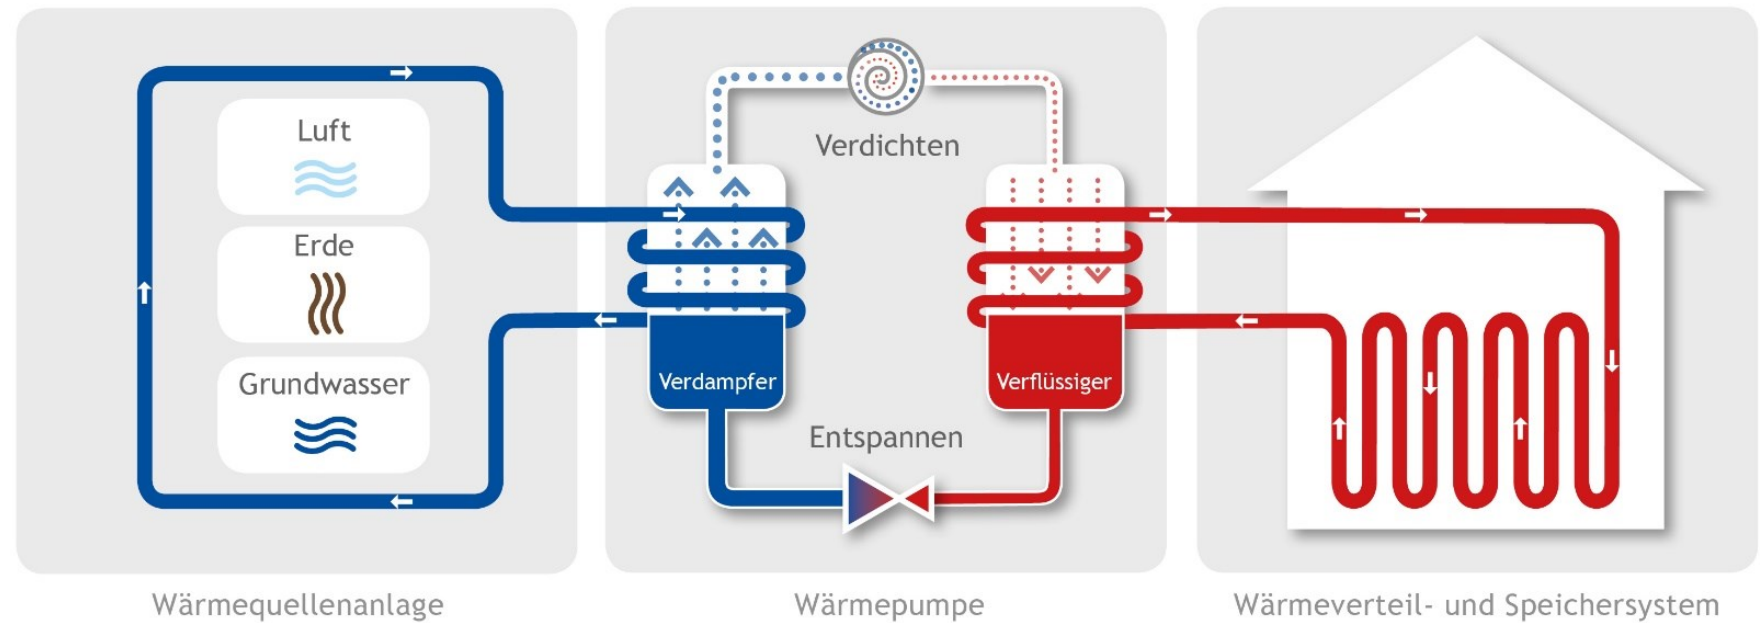 Luft
Erde
Grundwasser
Verdichten
Verdampfer
Verflüssiger
Entspannen
Wärmequellenanlage
Wärmepumpe
Wärmeverteil- und Speichersystem